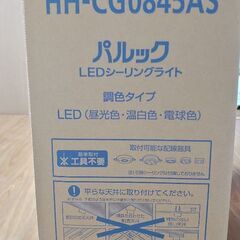 HH-CG0845AS
パルック
LEDシーリングライト
調色タイプ
LED（昼光色・温白色・電球色）
取付可能な配線器具
工具不要
平らな天井に取り付けてください。